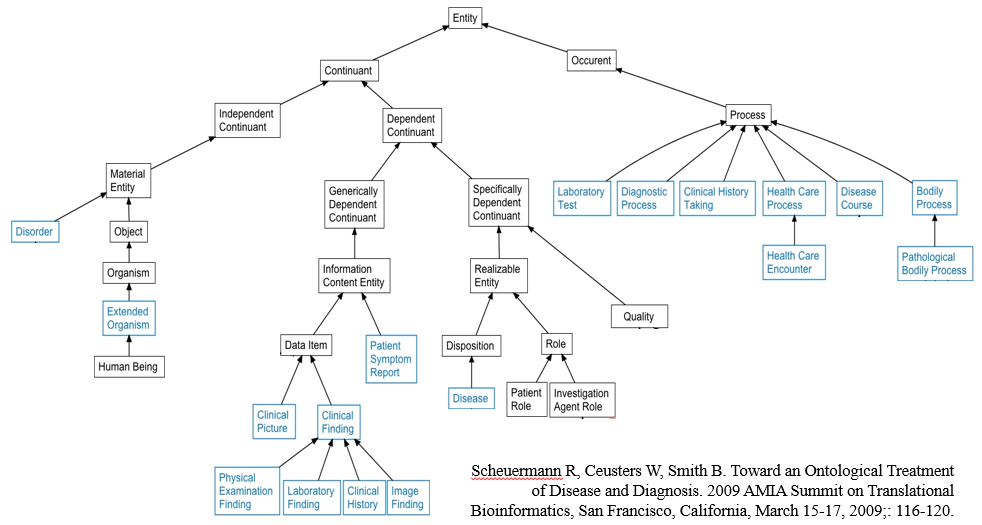 Entity
Continuant
Occurent
Independent
Continuant
Dependent
Continuant
Process
Material
Entity
Generically
Dependent
Continuant
Specifically
Dependent
Continuant
Laboratory
Test
Diagnostic
Process
Clinical History
Taking
Health Care
Process
Disease
Course
Bodily
Process
Disorder
Object
Organism
Information
Content Entity
Realizable
Entity
Health Care
Encounter
Pathological
Bodily Process
Extended
Organism
Quality
Human Being
Data Item
Patient
Symptom
Report
Disposition
Role
Disease
Patient
Role
Investigation
Agent Role
Clinical
Picture
Clinical
Finding
Physical
Examination
Finding
Laboratory
Finding
Clinical
History
Image
Finding
Scheuermann R, Ceusters W, Smith B. Toward an Ontological Treatment
of Disease and Diagnosis. 2009 AMIA Summit on Translational
Bioinformatics, San Francisco, California, March 15-17, 2009;: 116-120.